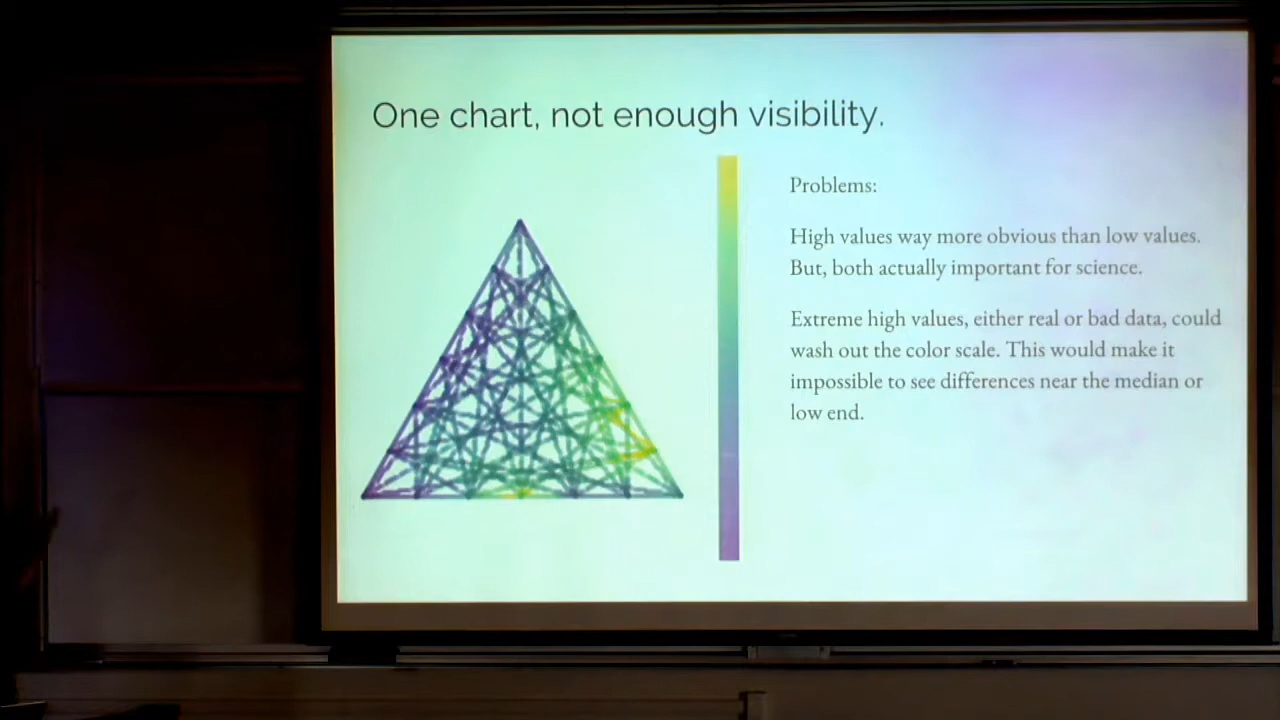 One chart, not enough visibility.
Problems:
High values way more obvious than low values.
But, both actually important for science.
Extreme high values, either real or bad data, could
wash out the color scale. This would make it
impossible to see differences near the median or
low end.